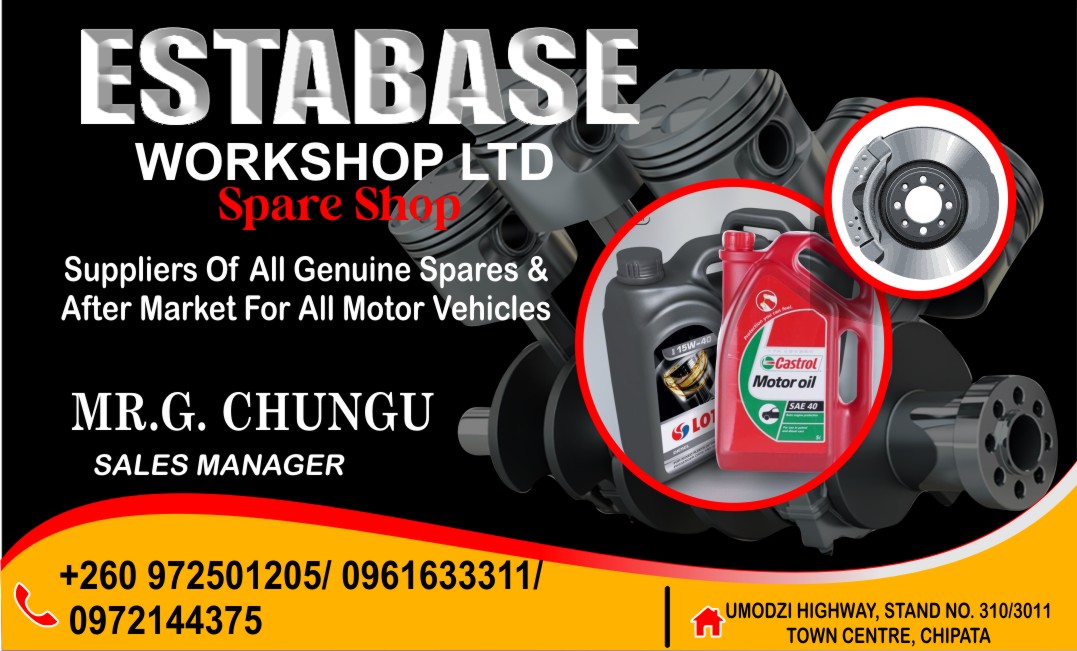 ESTABASE
WORKSHOP LTD
Spare Shop
Suppliers Of All Genuine Spares &
After Market For All Motor Vehicles
MR.G. CHUNGU
SALES MANAGER
15W-40
LOT
Castrol
Motor oil
SAE 40
+260 972501205/ 0961633311/
0972144375
UMODZI HIGHWAY, STAND NO. 310/3011
TOWN CENTRE, CHIPATA